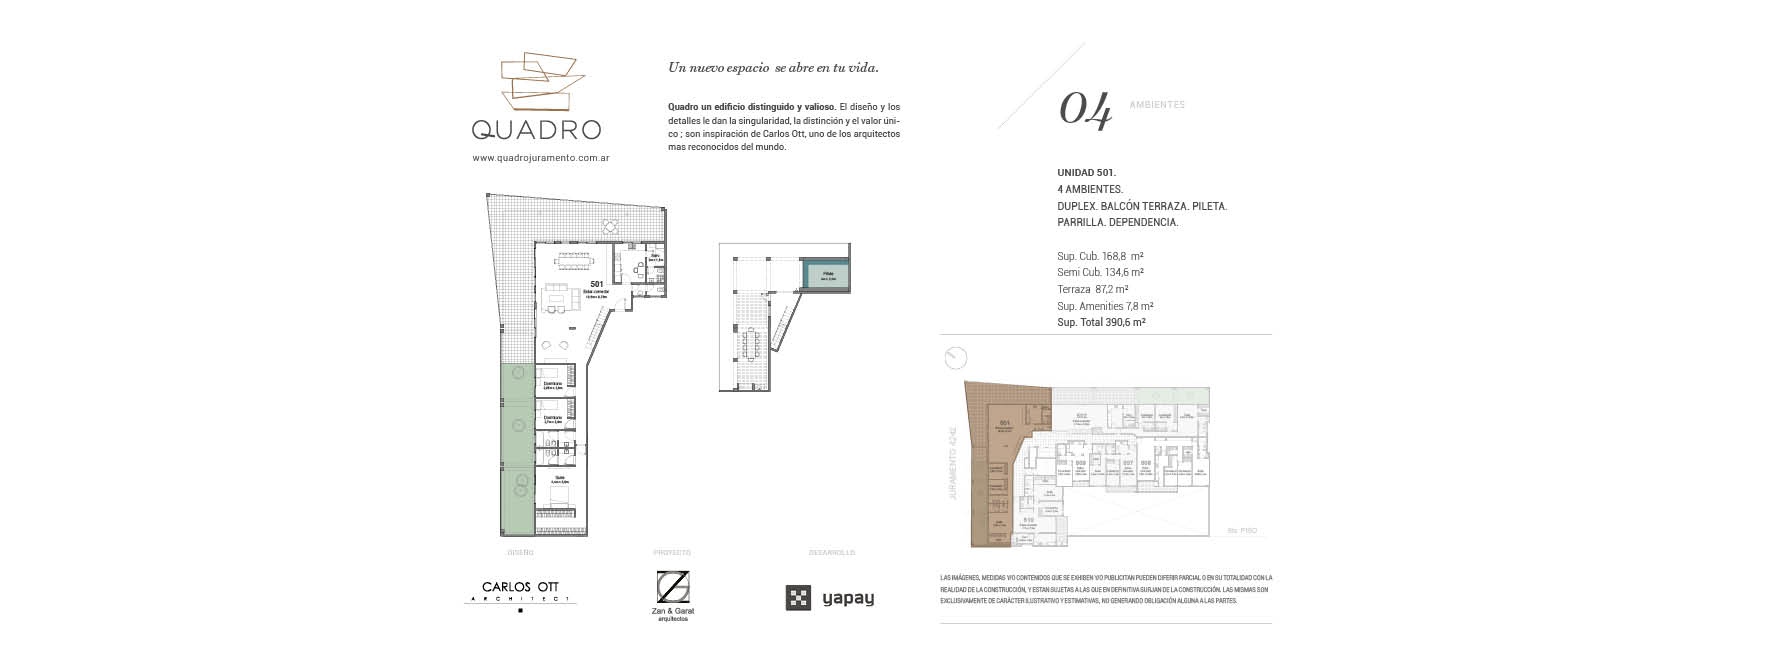 QUADRO
www.quadrojuramento.com.ar
Un nuevo espacio se abre en tu vida.
Quadro un edificio distinguido y valioso. El diseño y los
detalles le dan la singularidad, la distinción y el valor úni-
co ; son inspiración de Carlos Ott, uno de los arquitectos
mas reconocidos del mundo.
501
Estar comedor
Dormitorio
Dormitorio
Suite
Pileta
DISEÑO
PROYECTO
DESARROLLO
CARLOS OTT
ARCHITECT
Zan & Garat
arquitectos
yapay
04 AMBIENTES
UNIDAD 501.
4 AMBIENTES.
DUPLEX. BALCÓN TERRAZA. PILETA.
PARRILLA. DEPENDENCIA.
Sup. Cub. 168,8 m²
Semi Cub. 134,6 m²
Terraza 87,2 m²
Sup. Amenities 7,8 m²
Sup. Total 390,6 m²
JURAMENTO 4242
501
502
509
507
508
510
5to PISO
LAS IMÁGENES, MEDIDAS Y/O CONTENIDOS QUE SE EXHIBEN Y/O PUBLICITAN PUEDEN DIFERIR PARCIAL O EN SU TOTALIDAD CON LA
REALIDAD DE LA CONSTRUCCIÓN, Y ESTAN SUJETAS A LAS QUE EN DEFINITIVA SURJAN DE LA CONSTRUCCIÓN. LAS MISMAS SON
EXCLUSIVAMENTE DE CARÁCTER ILUSTRATIVO Y ESTIMATIVAS, NO GENERANDO OBLIGACIÓN ALGUNA A LAS PARTES.